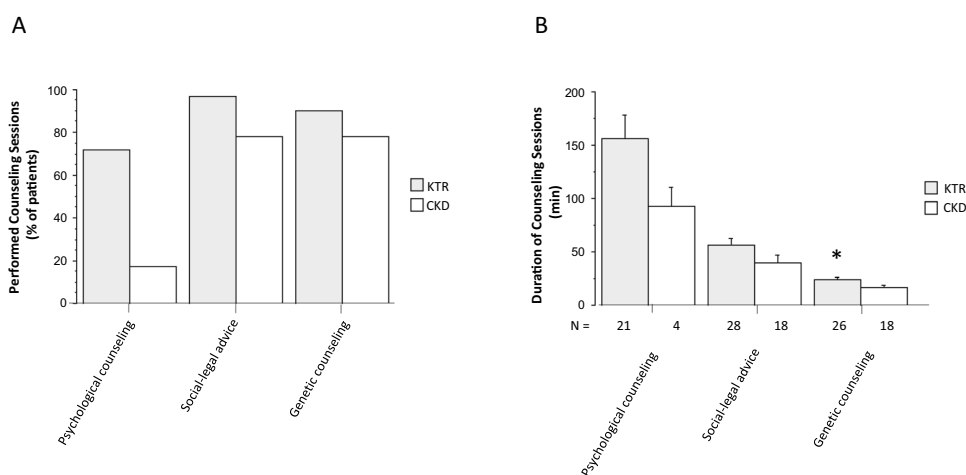 A
Performed Counseling Sessions
(% of patients)
100
80
60
40
20
0
KTR
CKD
Psychological counseling
Social-legal advice
Genetic counseling
B
Duration of Counseling Sessions
(min)
200
150
100
50
0
*
KTR
CKD
N = 21 4 28 18 26 18
Psychological counseling
Social-legal advice
Genetic counseling